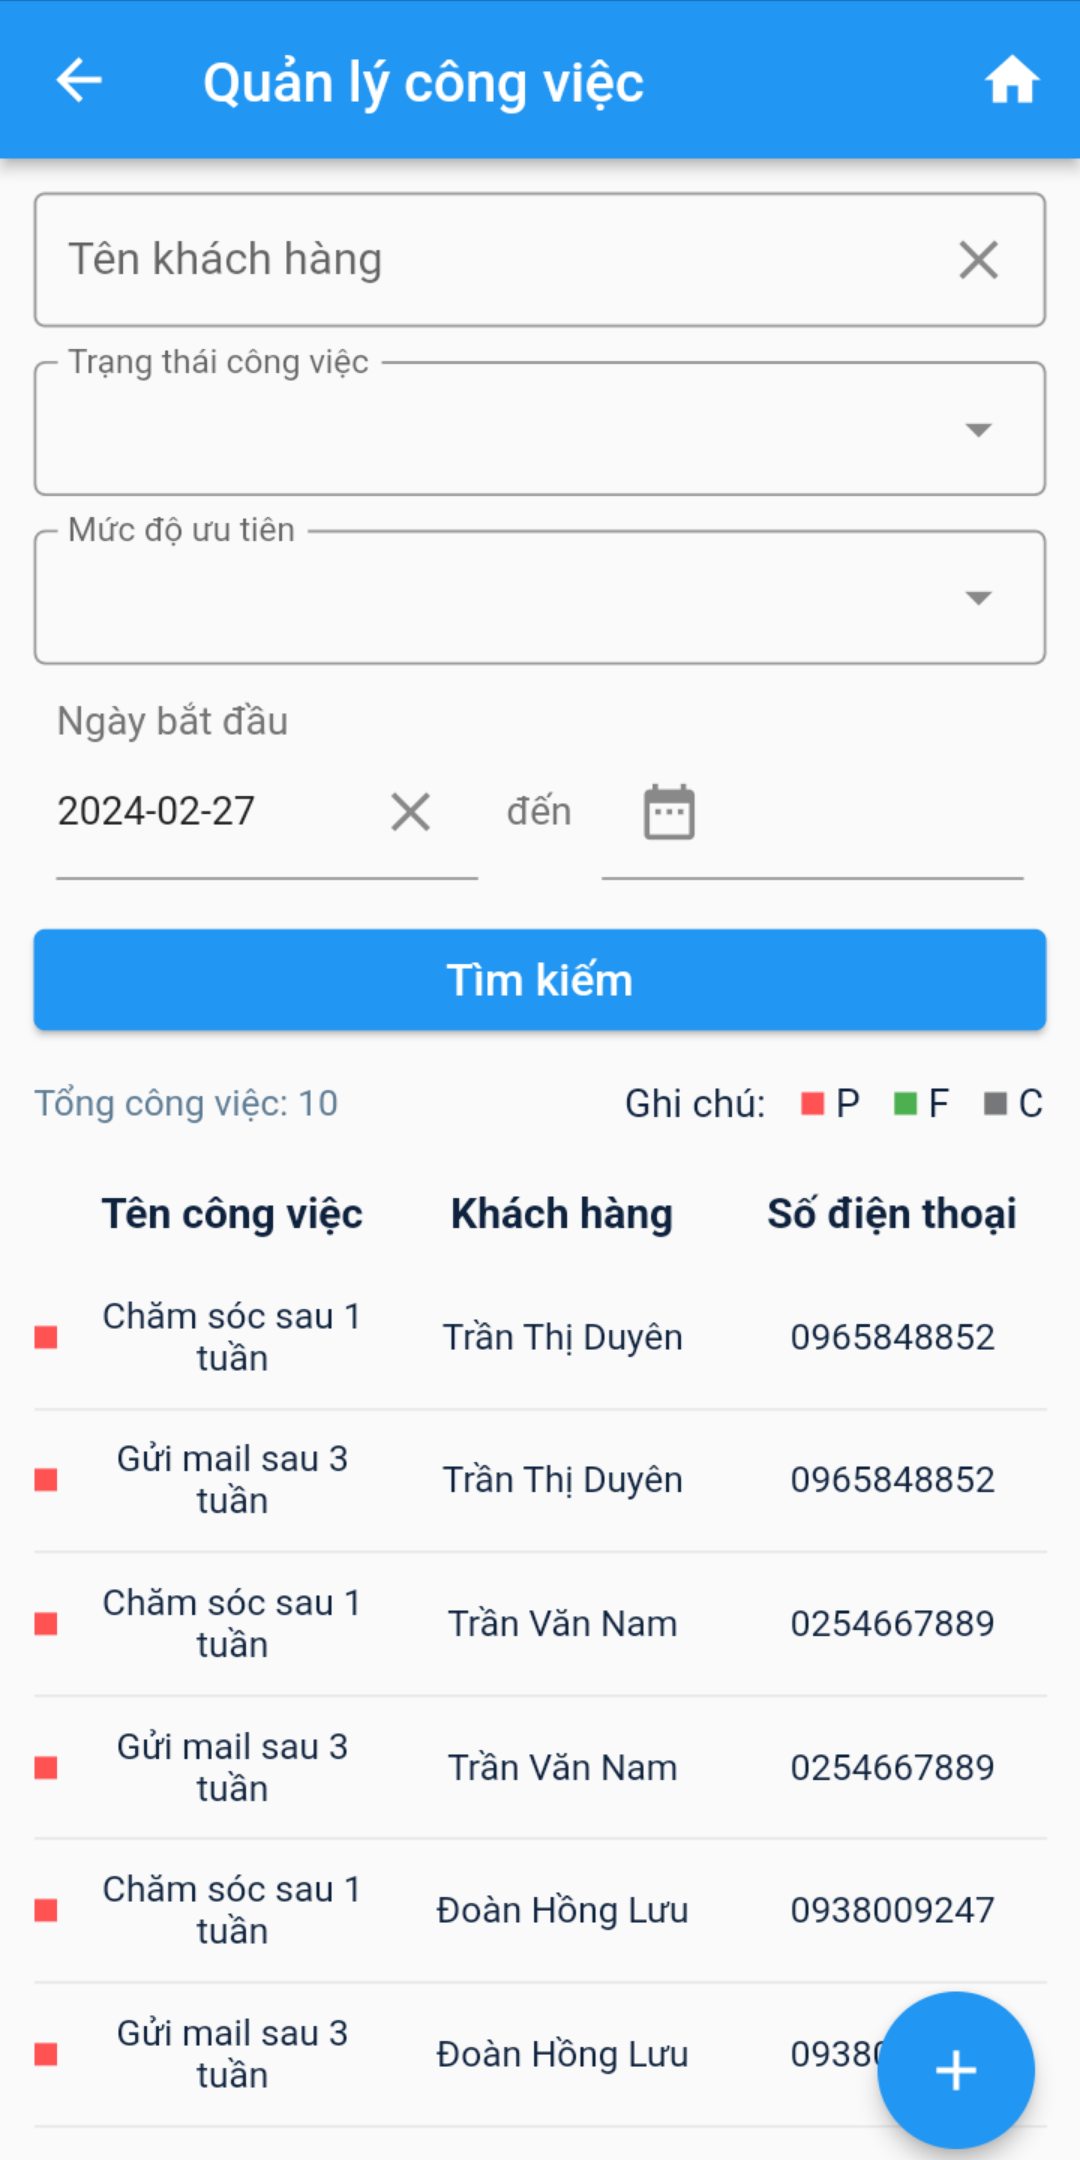 Quản lý công việc
Tên khách hàng
Trạng thái công việc
Mức độ ưu tiên
Ngày bắt đầu
2024-02-27 đến
Tìm kiếm
Tổng công việc: 10 Ghi chú: P F C
Tên công việc Khách hàng Số điện thoại
Chăm sóc sau 1
tuần
Trần Thị Duyên 0965848852
Gửi mail sau 3
tuần
Trần Thị Duyên 0965848852
Chăm sóc sau 1
tuần
Trần Văn Nam 0254667889
Gửi mail sau 3
tuần
Trần Văn Nam 0254667889
Chăm sóc sau 1
tuần
Đoàn Hồng Lưu 0938009247
Gửi mail sau 3
tuần
Đoàn Hồng Lưu